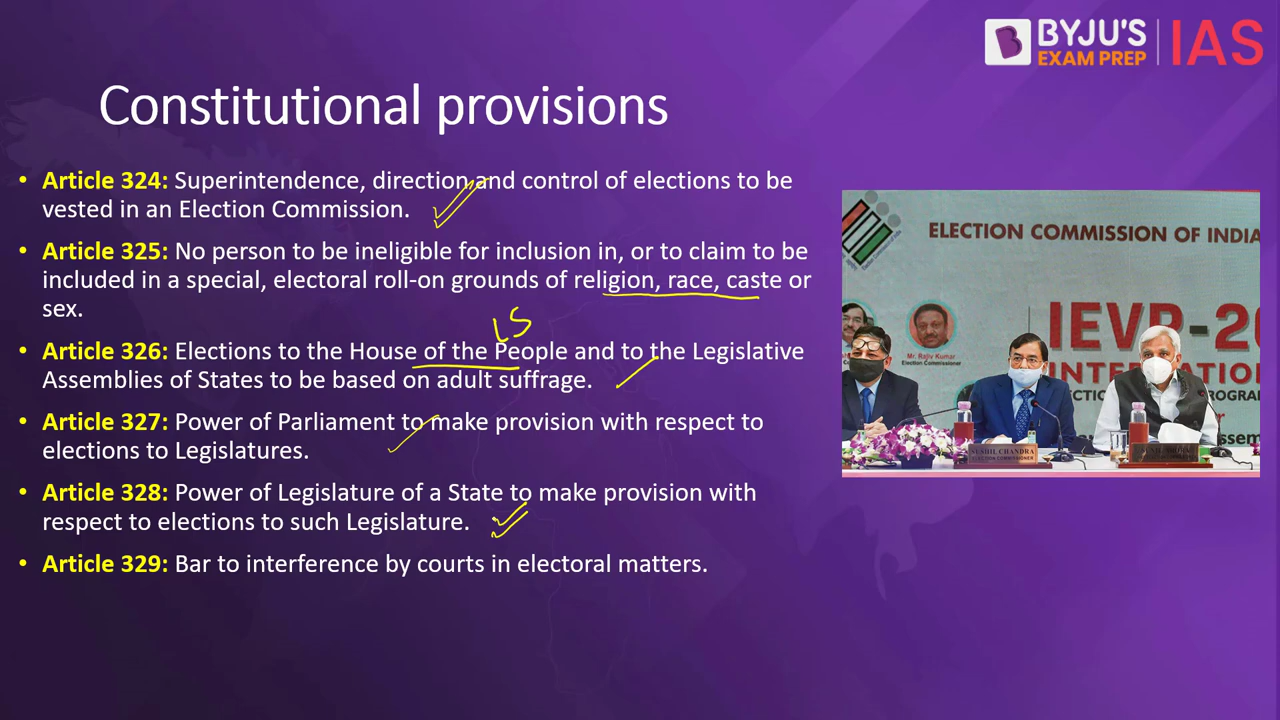 BYJU'S
EXAM PREP
IAS
Constitutional provisions
• Article 324: Superintendence, direction and control of elections to be
vested in an Election Commission.
• Article 325: No person to be ineligible for inclusion in, or to claim to be
included in a special, electoral roll-on grounds of religion, race, caste or
sex.
LS
• Article 326: Elections to the House of the People and to the Legislative
Assemblies of States to be based on adult suffrage.
• Article 327: Power of Parliament to make provision with respect to
elections to Legislatures.
• Article 328: Power of Legislature of a State to make provision with
respect to elections to such Legislature.
• Article 329: Bar to interference by courts in electoral matters.
ELECTION COMMISSION OF INDIA
IEVP-20
Mr. Rajiv Kumar
Election Commissioner
INTERNATIO
SUSHIL CHANDRA
ELECTION COMMISSIONER